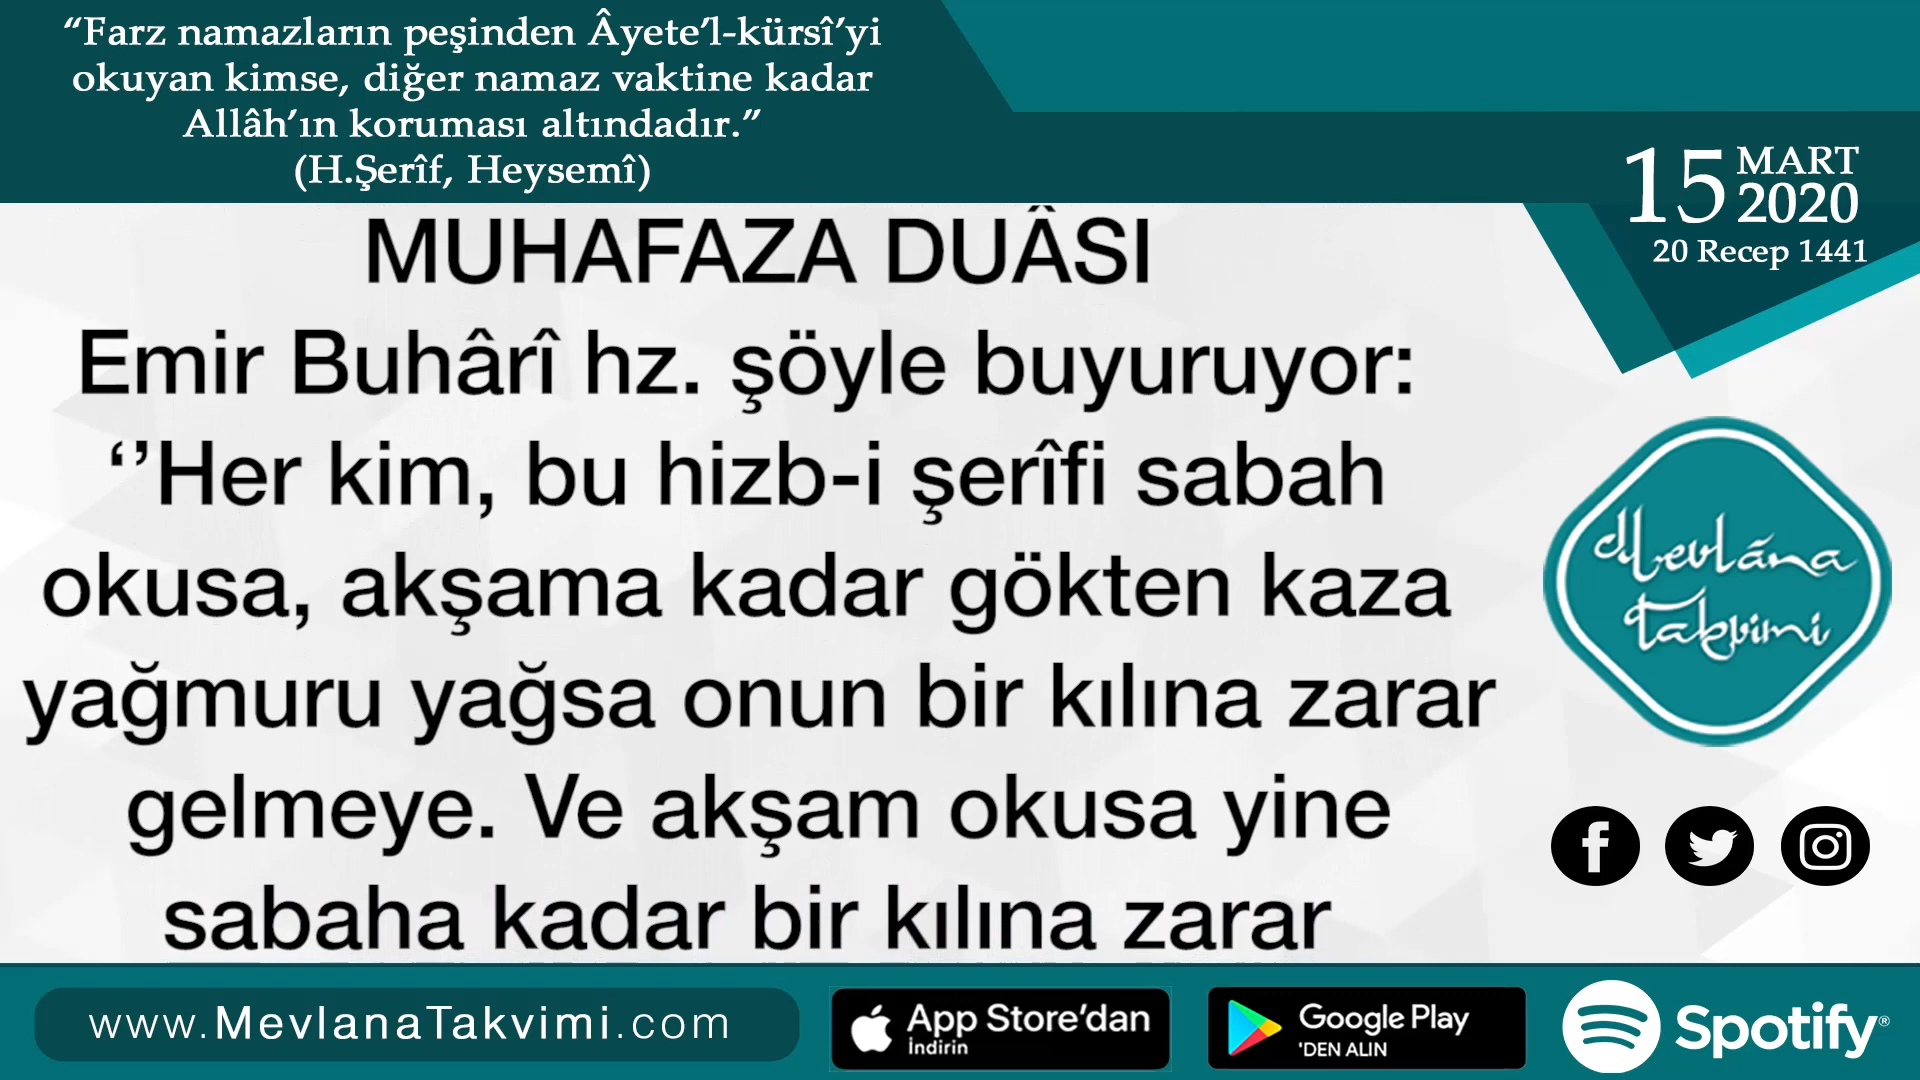 “Farz namazların peşinden Âyete’l-kürsî’yi
okuyan kimse, diğer namaz vaktine kadar
Allâh’ın koruması altındadır.”
(H.Şerîf, Heysemî)
15 MART
2020
20 Recep 1441
MUHAFAZA DUÂSI
Emir Buhârî hz. şöyle buyuruyor:
‘’Her kim, bu hizb-i şerîfi sabah
okusa, akşama kadar gökten kaza
yağmuru yağsa onun bir kılına zarar
gelmeye. Ve akşam okusa yine
sabaha kadar bir kılına zarar
Mevlâna
Takvimi
www.MevlanaTakvimi.com
App Store’dan
İndirin
Google Play
'DEN ALIN
Spotify®